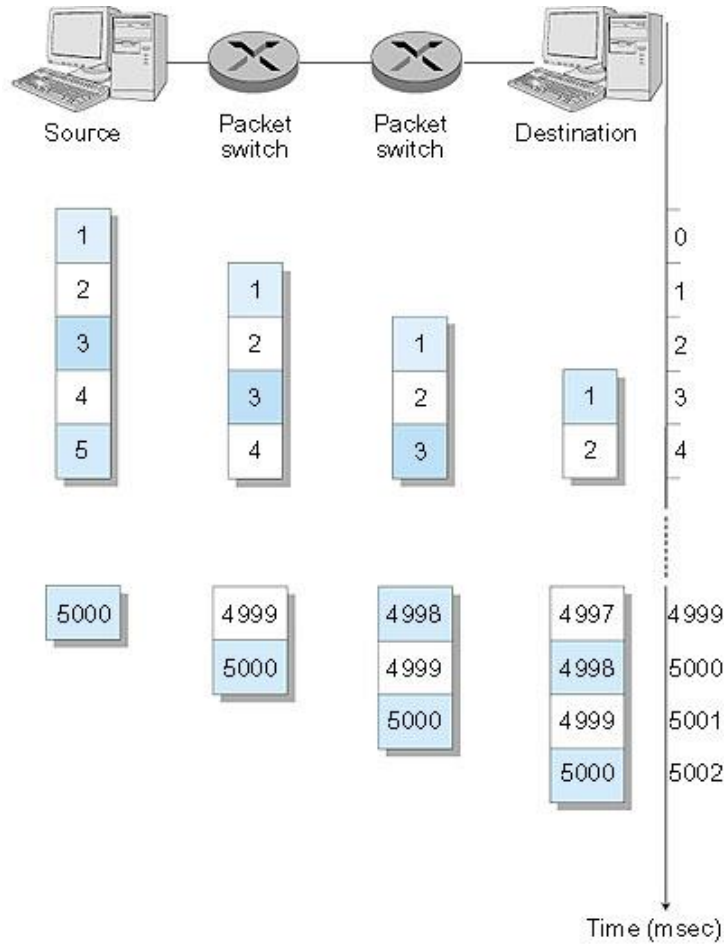 Source
Packet
switch
Packet
switch
Destination
1 0
2 1 1
3 2 1 2
4 3 2 1 3
5 4 3 2 4
5000 4999 4998 4997 4999
5000 4999 4998 5000
5000 4999 5001
5000 5002
Time (msec)